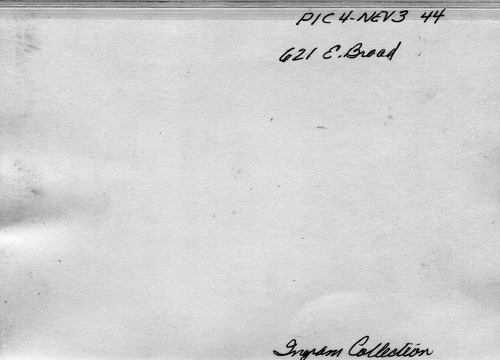 PIC 4-NEV3 44
621 E. Broad
Ingram Collection